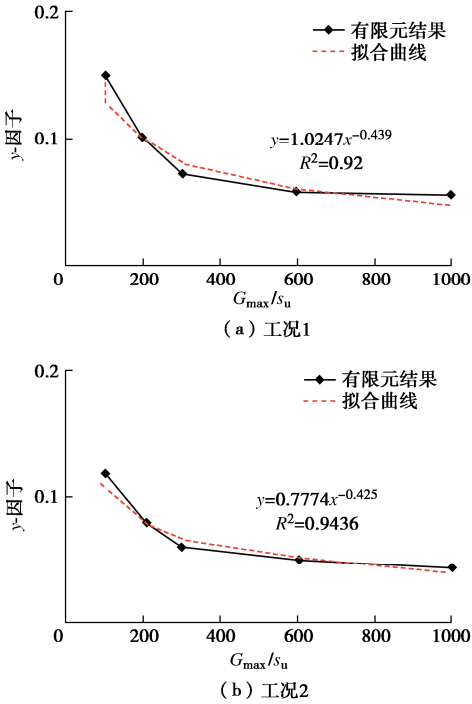 0.2
有限元结果
拟合曲线
y-因子
0.1
y=1.0247x⁻⁰·⁴³⁹
R²=0.92
0 200 400 600 800 1000
Gmax/su
（a）工况1
0.2
有限元结果
拟合曲线
y-因子
0.1
y=0.7774x⁻⁰·⁴²⁵
R²=0.9436
0 200 400 600 800 1000
Gmax/su
（b）工况2